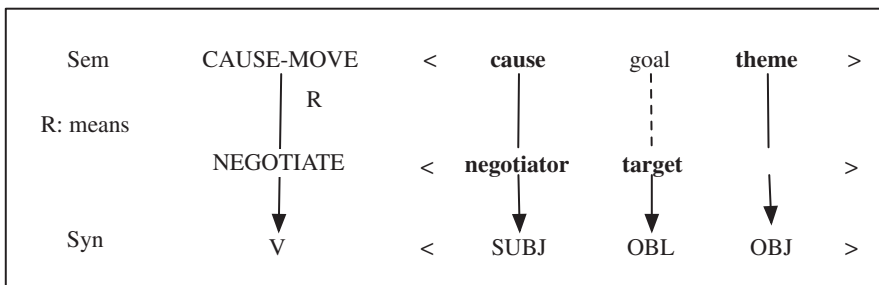 Sem CAUSE-MOVE < cause goal theme >
R
R: means
NEGOTIATE < negotiator target >
Syn V < SUBJ OBL OBJ >